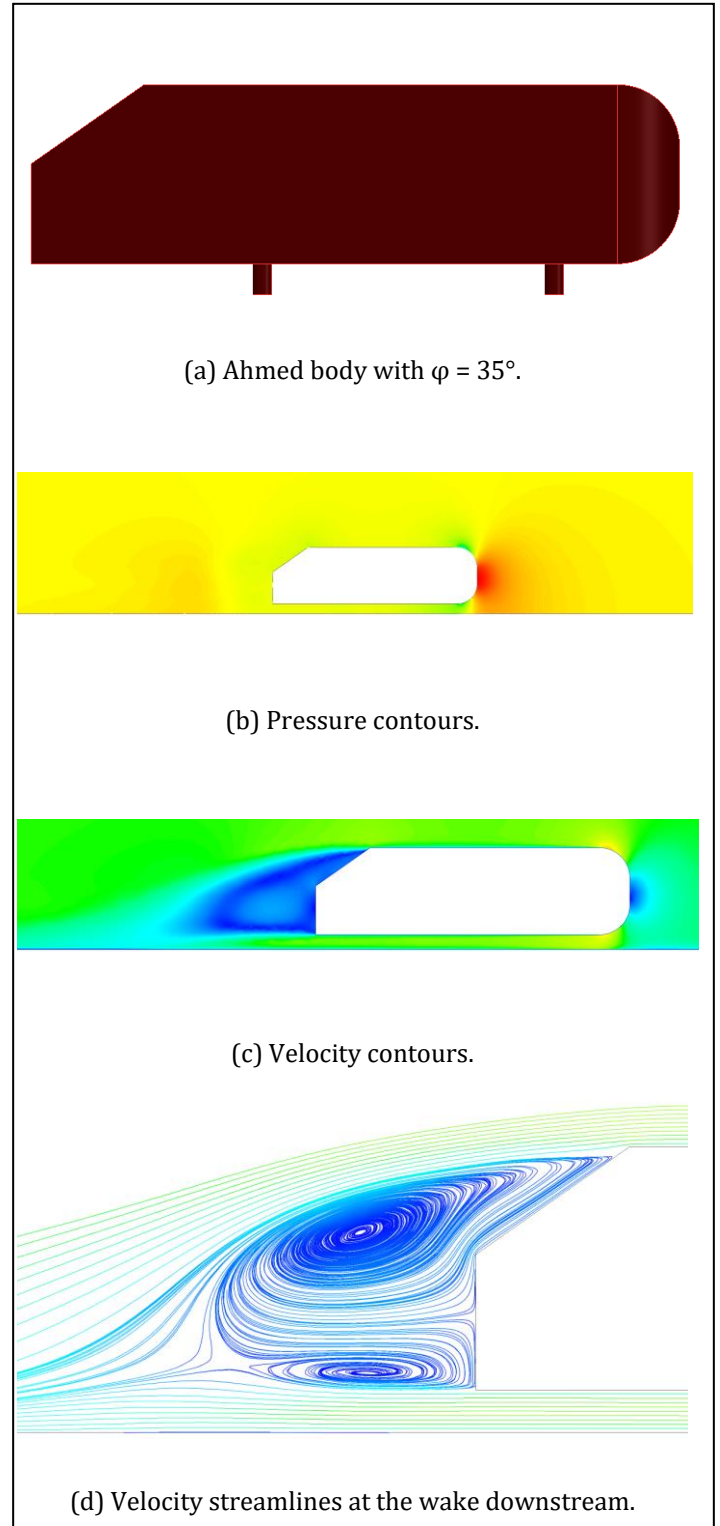 (a) Ahmed body with φ = 35°.
(b) Pressure contours.
(c) Velocity contours.
(d) Velocity streamlines at the wake downstream.